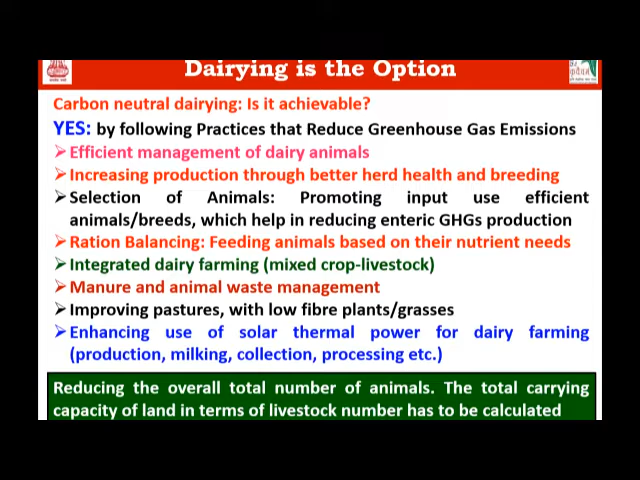 Dairying is the Option
Carbon neutral dairying: Is it achievable?
YES: by following Practices that Reduce Greenhouse Gas Emissions
➢Efficient management of dairy animals
➢Increasing production through better herd health and breeding
➢Selection of Animals: Promoting input use efficient
animals/breeds, which help in reducing enteric GHGs production
➢Ration Balancing: Feeding animals based on their nutrient needs
➢Integrated dairy farming (mixed crop-livestock)
➢Manure and animal waste management
➢Improving pastures, with low fibre plants/grasses
➢Enhancing use of solar thermal power for dairy farming
(production, milking, collection, processing etc.)
Reducing the overall total number of animals. The total carrying
capacity of land in terms of livestock number has to be calculated